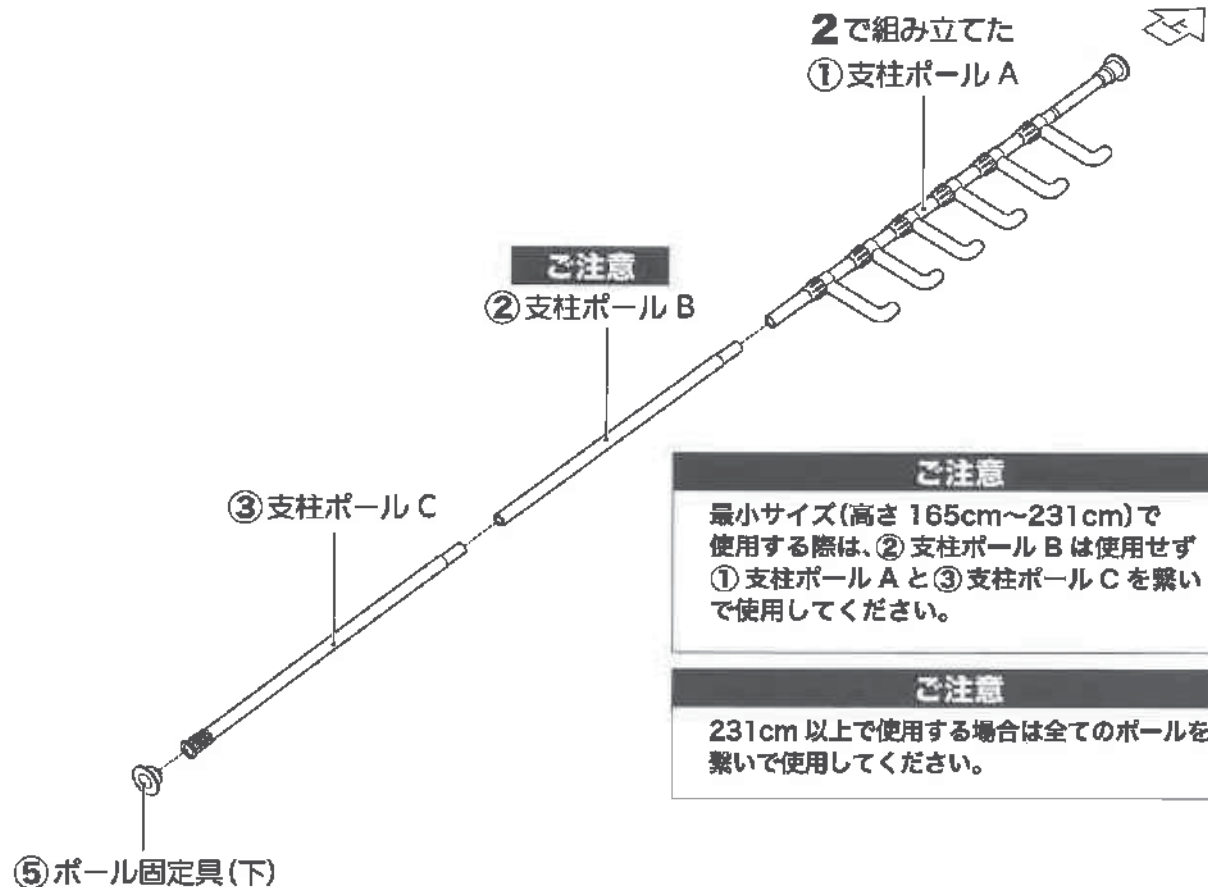 2で組み立てた
①支柱ポール A
ご注意
②支柱ポール B
③支柱ポール C
⑤ポール固定具(下)
ご注意
最小サイズ(高さ 165cm〜231cm)で
使用する際は、②支柱ポール B は使用せず
①支柱ポール A と③支柱ポール C を繋い
で使用してください。
ご注意
231cm 以上で使用する場合は全てのポールを
繋いで使用してください。